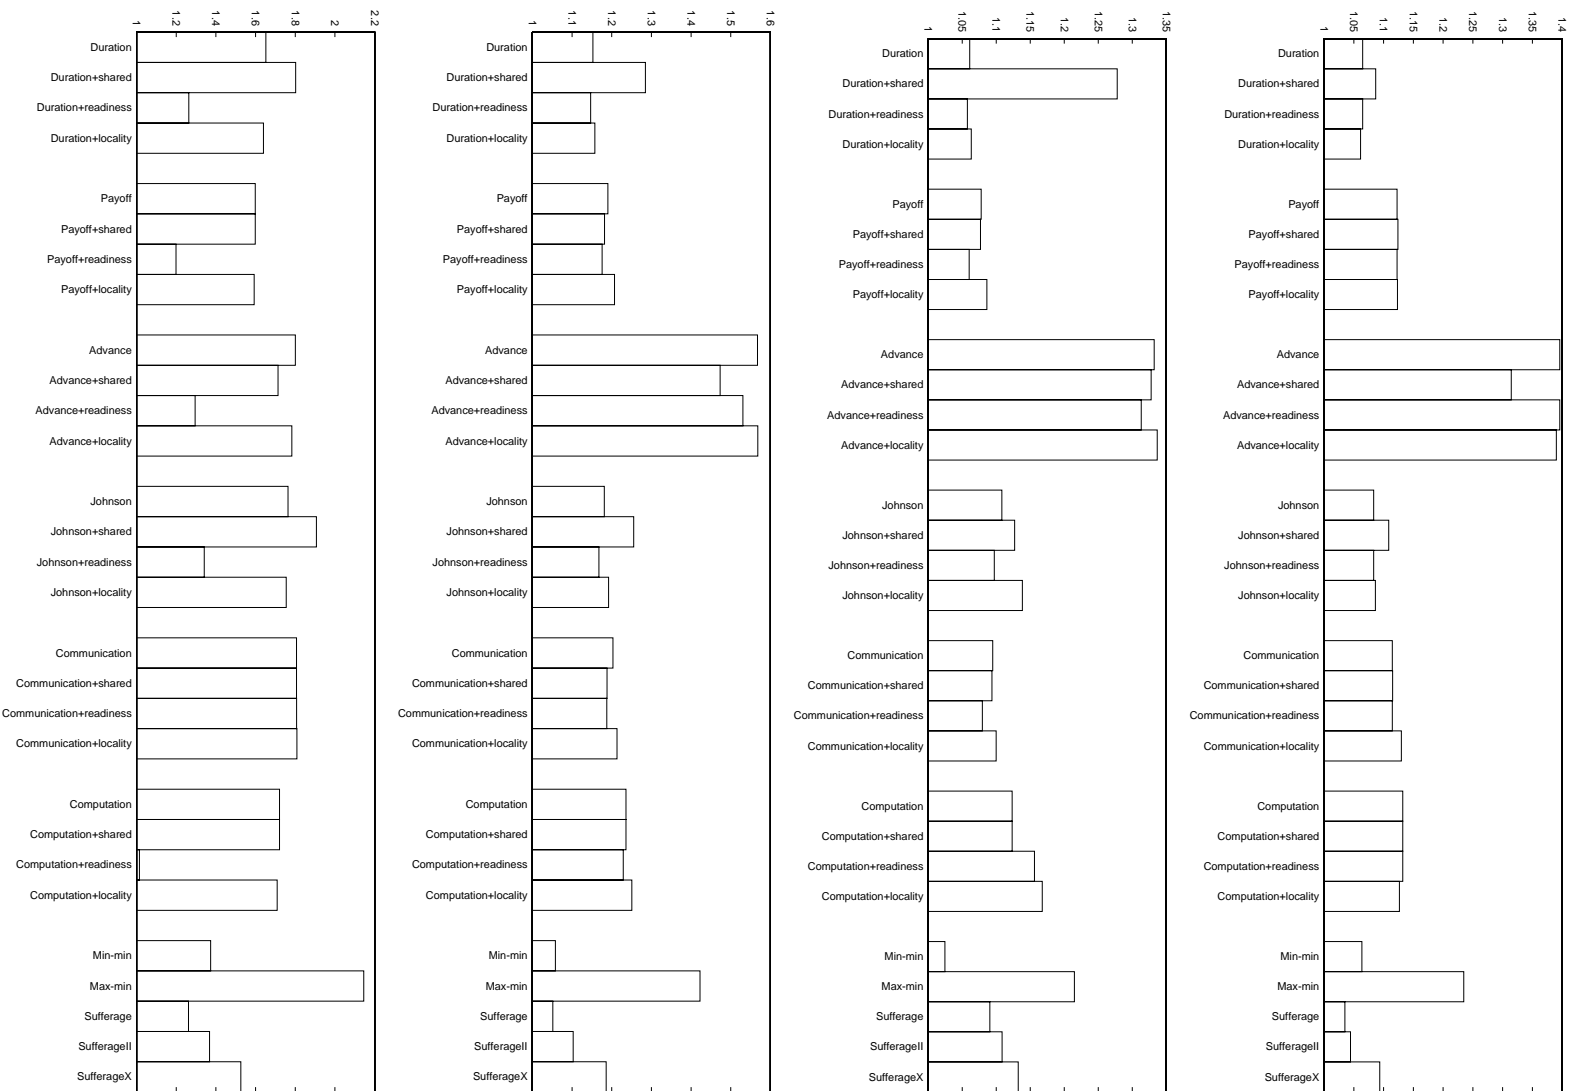 1 1.2 1.4 1.6 1.8 2 2.2
Duration
Duration+shared
Duration+readiness
Duration+locality
Payoff
Payoff+shared
Payoff+readiness
Payoff+locality
Advance
Advance+shared
Advance+readiness
Advance+locality
Johnson
Johnson+shared
Johnson+readiness
Johnson+locality
Communication
Communication+shared
Communication+readiness
Communication+locality
Computation
Computation+shared
Computation+readiness
Computation+locality
Min-min
Max-min
Sufferage
SufferageII
SufferageX
1 1.1 1.2 1.3 1.4 1.5 1.6
Duration
Duration+shared
Duration+readiness
Duration+locality
Payoff
Payoff+shared
Payoff+readiness
Payoff+locality
Advance
Advance+shared
Advance+readiness
Advance+locality
Johnson
Johnson+shared
Johnson+readiness
Johnson+locality
Communication
Communication+shared
Communication+readiness
Communication+locality
Computation
Computation+shared
Computation+readiness
Computation+locality
Min-min
Max-min
Sufferage
SufferageII
SufferageX
1 1.05 1.1 1.15 1.2 1.25 1.3 1.35
Duration
Duration+shared
Duration+readiness
Duration+locality
Payoff
Payoff+shared
Payoff+readiness
Payoff+locality
Advance
Advance+shared
Advance+readiness
Advance+locality
Johnson
Johnson+shared
Johnson+readiness
Johnson+locality
Communication
Communication+shared
Communication+readiness
Communication+locality
Computation
Computation+shared
Computation+readiness
Computation+locality
Min-min
Max-min
Sufferage
SufferageII
SufferageX
1 1.05 1.1 1.15 1.2 1.25 1.3 1.35 1.4
Duration
Duration+shared
Duration+readiness
Duration+locality
Payoff
Payoff+shared
Payoff+readiness
Payoff+locality
Advance
Advance+shared
Advance+readiness
Advance+locality
Johnson
Johnson+shared
Johnson+readiness
Johnson+locality
Communication
Communication+shared
Communication+readiness
Communication+locality
Computation
Computation+shared
Computation+readiness
Computation+locality
Min-min
Max-min
Sufferage
SufferageII
SufferageX